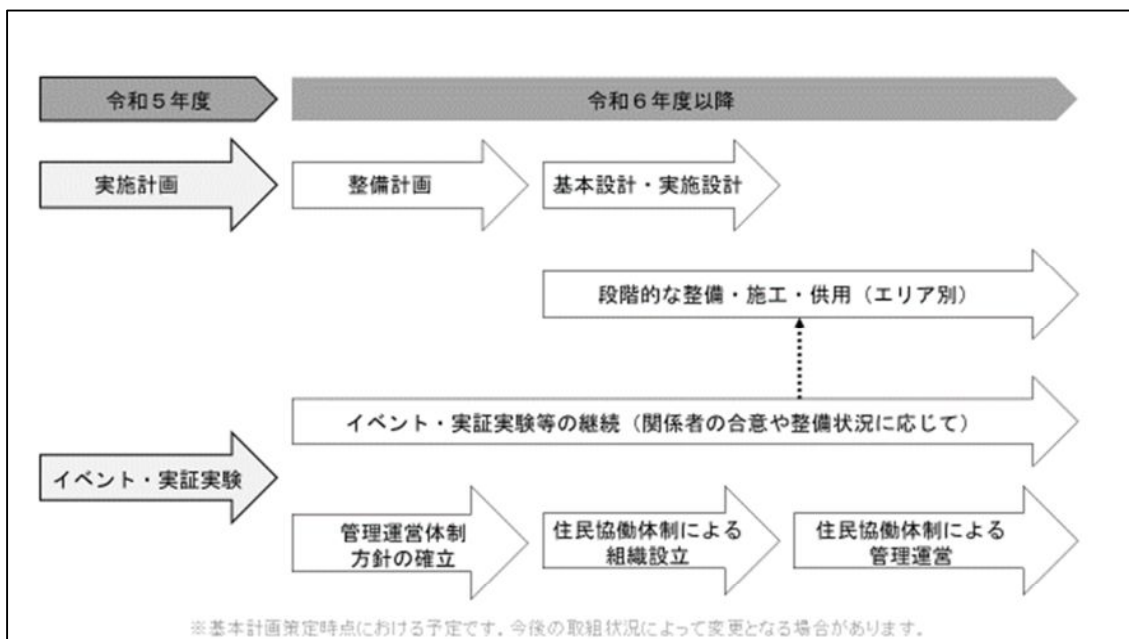 令和５年度
令和６年度以降
実施計画
整備計画
基本設計・実施設計
段階的な整備・施工・供用（エリア別）
イベント・実証実験等の継続（関係者の合意や整備状況に応じて）
イベント・実証実験
管理運営体制
方針の確立
住民協働体制による
組織設立
住民協働体制による
管理運営
※基本計画策定時点における予定です。今後の取組状況によって変更となる場合があります。